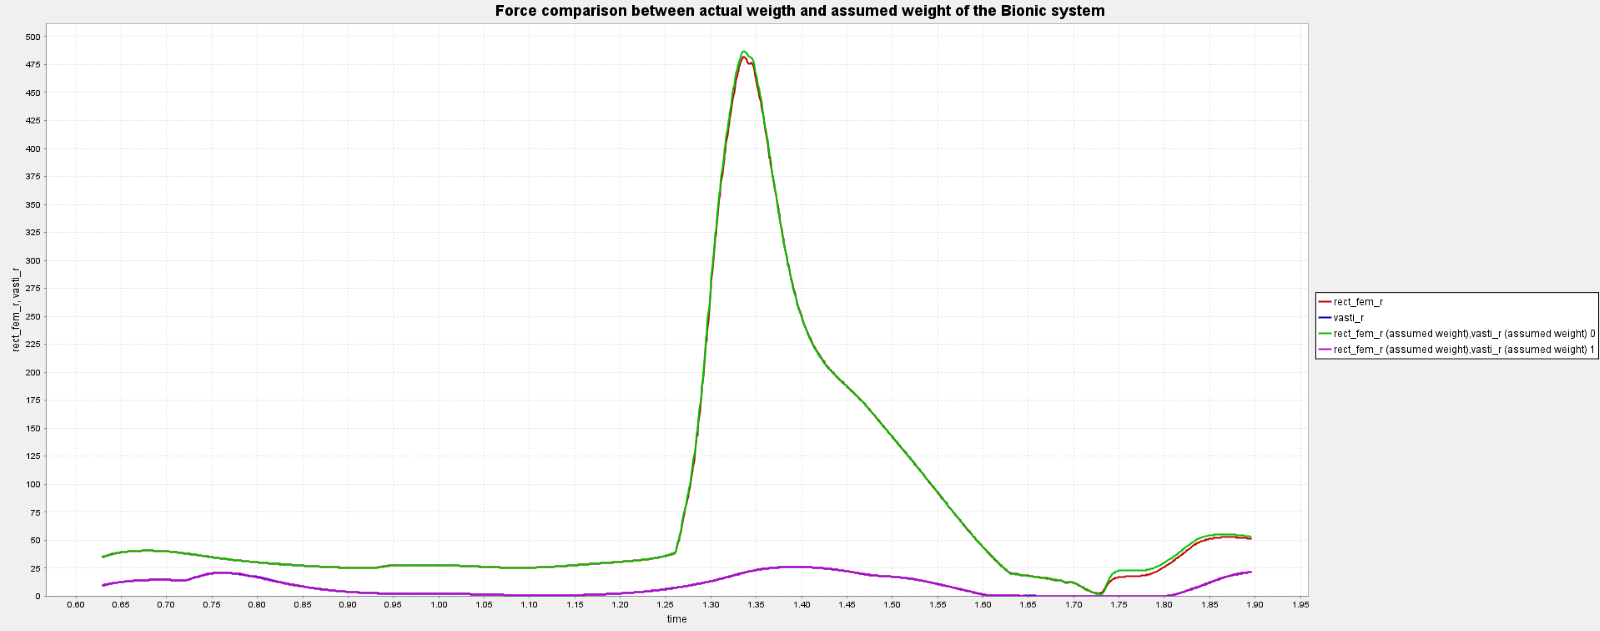 Force comparison between actual weigth and assumed weight of the Bionic system
500
475
450
425
400
375
350
325
300
275
250
225
200
175
150
125
100
75
50
25
0
rect_fem_r, vasti_r
0.60 0.65 0.70 0.75 0.80 0.85 0.90 0.95 1.00 1.05 1.10 1.15 1.20 1.25 1.30 1.35 1.40 1.45 1.50 1.55 1.60 1.65 1.70 1.75 1.80 1.85 1.90 1.95
time
rect_fem_r
vasti_r
rect_fem_r (assumed weight),vasti_r (assumed weight) 0
rect_fem_r (assumed weight),vasti_r (assumed weight) 1